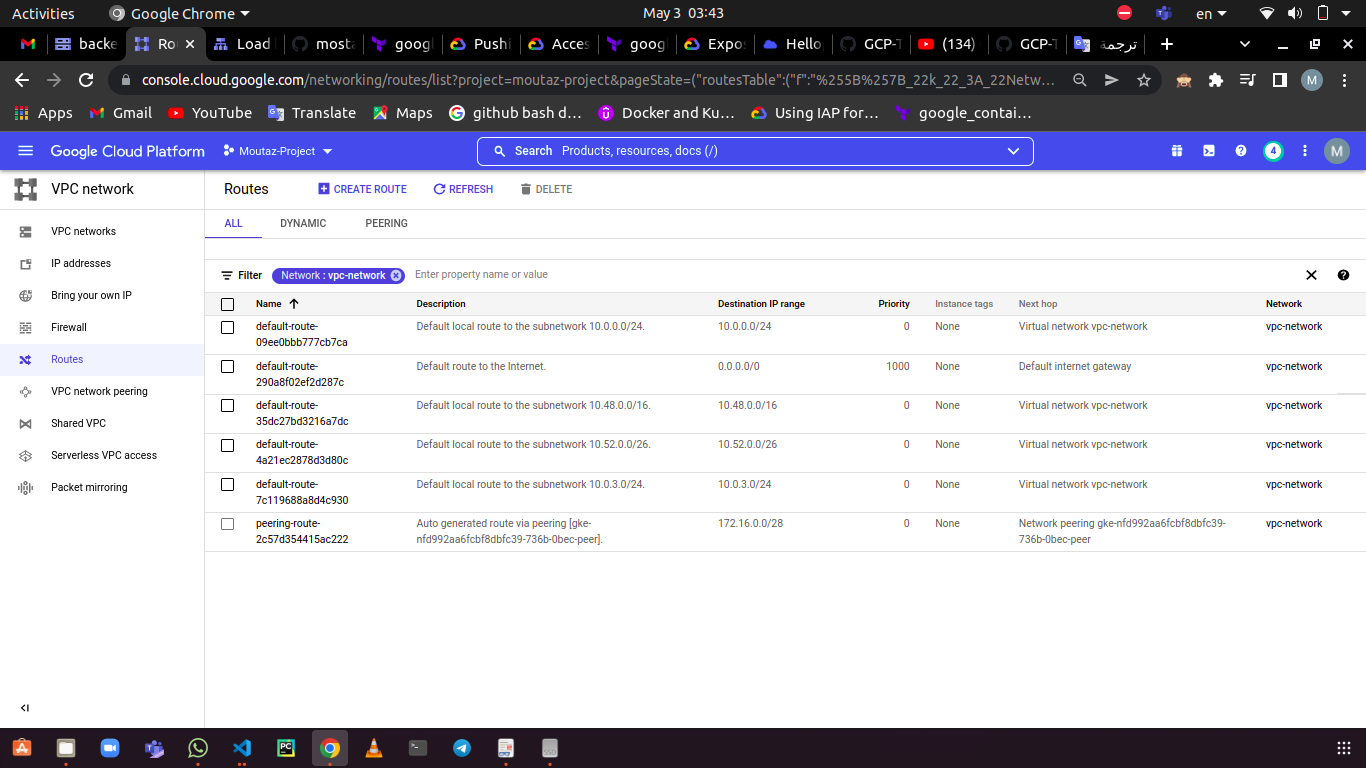 Activities
Google Chrome
May 3 03:43
en
backe
Ro
Load
mosta
goog
Pushi
Acces
goog
Expos
Hello,
GCP-T
(134)
GCP-T
ترجمة
console.cloud.google.com/networking/routes/list?project=moutaz-project&pageState=("routesTable":("f":"%255B%257B_22k_22_3A_22Netw...
M
Apps
Gmail
YouTube
Translate
Maps
github bash d...
Docker and Ku...
Using IAP for...
google_contai...
Google Cloud Platform
Moutaz-Project
Search Products, resources, docs (/)
4
M
VPC network
Routes
CREATE ROUTE
REFRESH
DELETE
VPC networks
IP addresses
Bring your own IP
Firewall
Routes
VPC network peering
Shared VPC
Serverless VPC access
Packet mirroring
ALL
DYNAMIC
PEERING
Filter
Network : vpc-network
Enter property name or value
Name
Description
Destination IP range
Priority
Instance tags
Next hop
Network
default-route-
09ee0bbb777cb7ca
Default local route to the subnetwork 10.0.0.0/24.
10.0.0.0/24
0
None
Virtual network vpc-network
vpc-network
default-route-
290a8f02ef2d287c
Default route to the Internet.
0.0.0.0/0
1000
None
Default internet gateway
vpc-network
default-route-
35dc27bd3216a7dc
Default local route to the subnetwork 10.48.0.0/16.
10.48.0.0/16
0
None
Virtual network vpc-network
vpc-network
default-route-
4a21ec2878d3d80c
Default local route to the subnetwork 10.52.0.0/26.
10.52.0.0/26
0
None
Virtual network vpc-network
vpc-network
default-route-
7c119688a8d4c930
Default local route to the subnetwork 10.0.3.0/24.
10.0.3.0/24
0
None
Virtual network vpc-network
vpc-network
peering-route-
2c57d354415ac222
Auto generated route via peering [gke-
nfd992aa6fcbf8dbfc39-736b-0bec-peer].
172.16.0.0/28
0
None
Network peering gke-nfd992aa6fcbf8dbfc39-
736b-0bec-peer
vpc-network